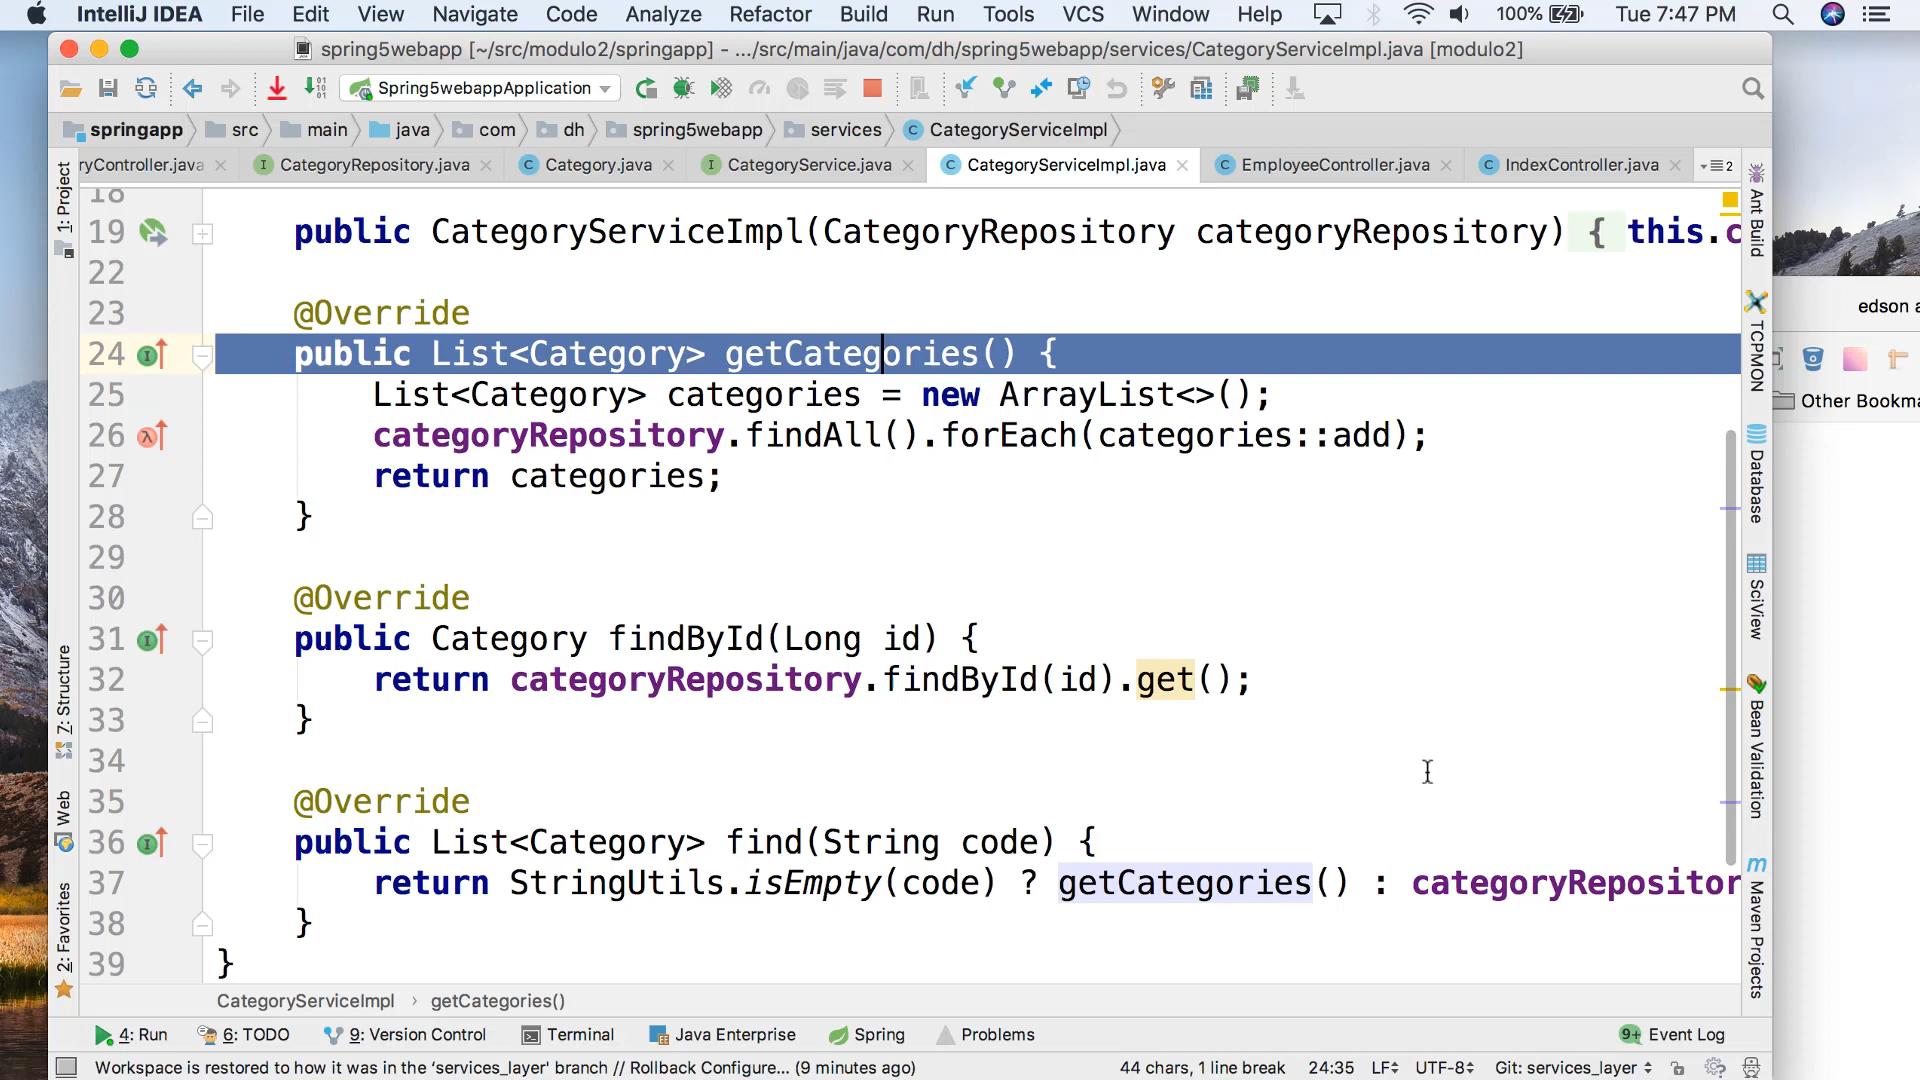 IntelliJ IDEA File Edit View Navigate Code Analyze Refactor Build Run Tools VCS Window Help 100% Tue 7:47 PM
spring5webapp [~/src/modulo2/springapp] - .../src/main/java/com/dh/spring5webapp/services/CategoryServiceImpl.java [modulo2]
Spring5webappApplication
springapp src main java com dh spring5webapp services CategoryServiceImpl
ryController.java CategoryRepository.java Category.java CategoryService.java CategoryServiceImpl.java EmployeeController.java IndexController.java 2
18
19 public CategoryServiceImpl(CategoryRepository categoryRepository) { this.c
22
23 @Override
24 public List<Category> getCategories() {
25 List<Category> categories = new ArrayList<>();
26 categoryRepository.findAll().forEach(categories::add);
27 return categories;
28 }
29
30 @Override
31 public Category findById(Long id) {
32 return categoryRepository.findById(id).get();
33 }
34
35 @Override
36 public List<Category> find(String code) {
37 return StringUtils.isEmpty(code) ? getCategories() : categoryRepositor
38 }
39 }
CategoryServiceImpl › getCategories()
1: Project
7: Structure
Web
2: Favorites
Ant Build
TCPMON
Database
SciView
Bean Validation
Maven Projects
edson a
Other Bookma
4: Run 6: TODO 9: Version Control Terminal Java Enterprise Spring Problems 9+ Event Log
Workspace is restored to how it was in the 'services_layer' branch // Rollback Configure... (9 minutes ago) 44 chars, 1 line break 24:35 LF UTF-8 Git: services_layer